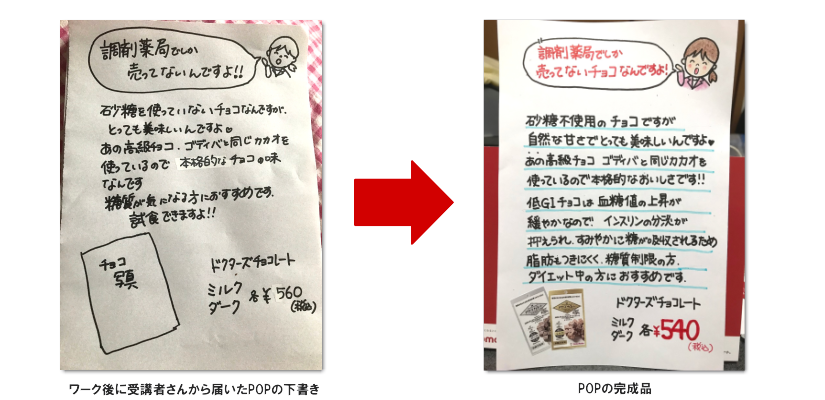 調剤薬局でしか
売ってないんですよ!!
砂糖を使っていないチョコなんですが、
とっても美味しいんですよ♥
あの高級チョコ、ゴディバと同じカカオを
使っているので 本格的な チョコの味
なんです
糖質が気になる方におすすめです。
試食できますよ!!
チョコ
写真
ドクターズチョコレート
ミルク
ダーク 各¥560
(税込)
ワーク後に受講者さんから届いたPOPの下書き
調剤薬局でしか
売ってないチョコなんですよ!
砂糖不使用の チョコですが
自然な甘さでとっても美味しいんですよ♥
あの高級チョコ ゴディバと同じカカオを
使っているので本格的なおいしさです!!
低GIチョコは 血糖値の上昇が
緩やかなので、インスリンの分泌が
抑えられ、すみやかに糖が吸収されるため
脂肪もつきにくく、糖質制限の方、
ダイエット中の方におすすめです。
ドクターズチョコレート
ミルク
ダーク 各¥540
(税込)
POPの完成品